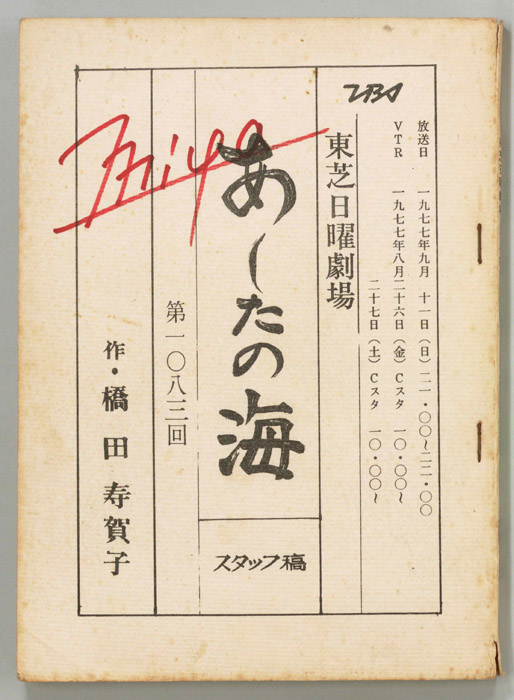 TBS
放送日 一九七七年九月 十一日（日）二一・〇〇〜二二・〇〇
VTR 一九七七年八月二十六日（金）Cスタ 一〇・〇〇〜
二十七日（土）Cスタ 一〇・〇〇〜
東芝日曜劇場
あしたの海
スタッフ稿
第一〇八三回
作・橋田寿賀子